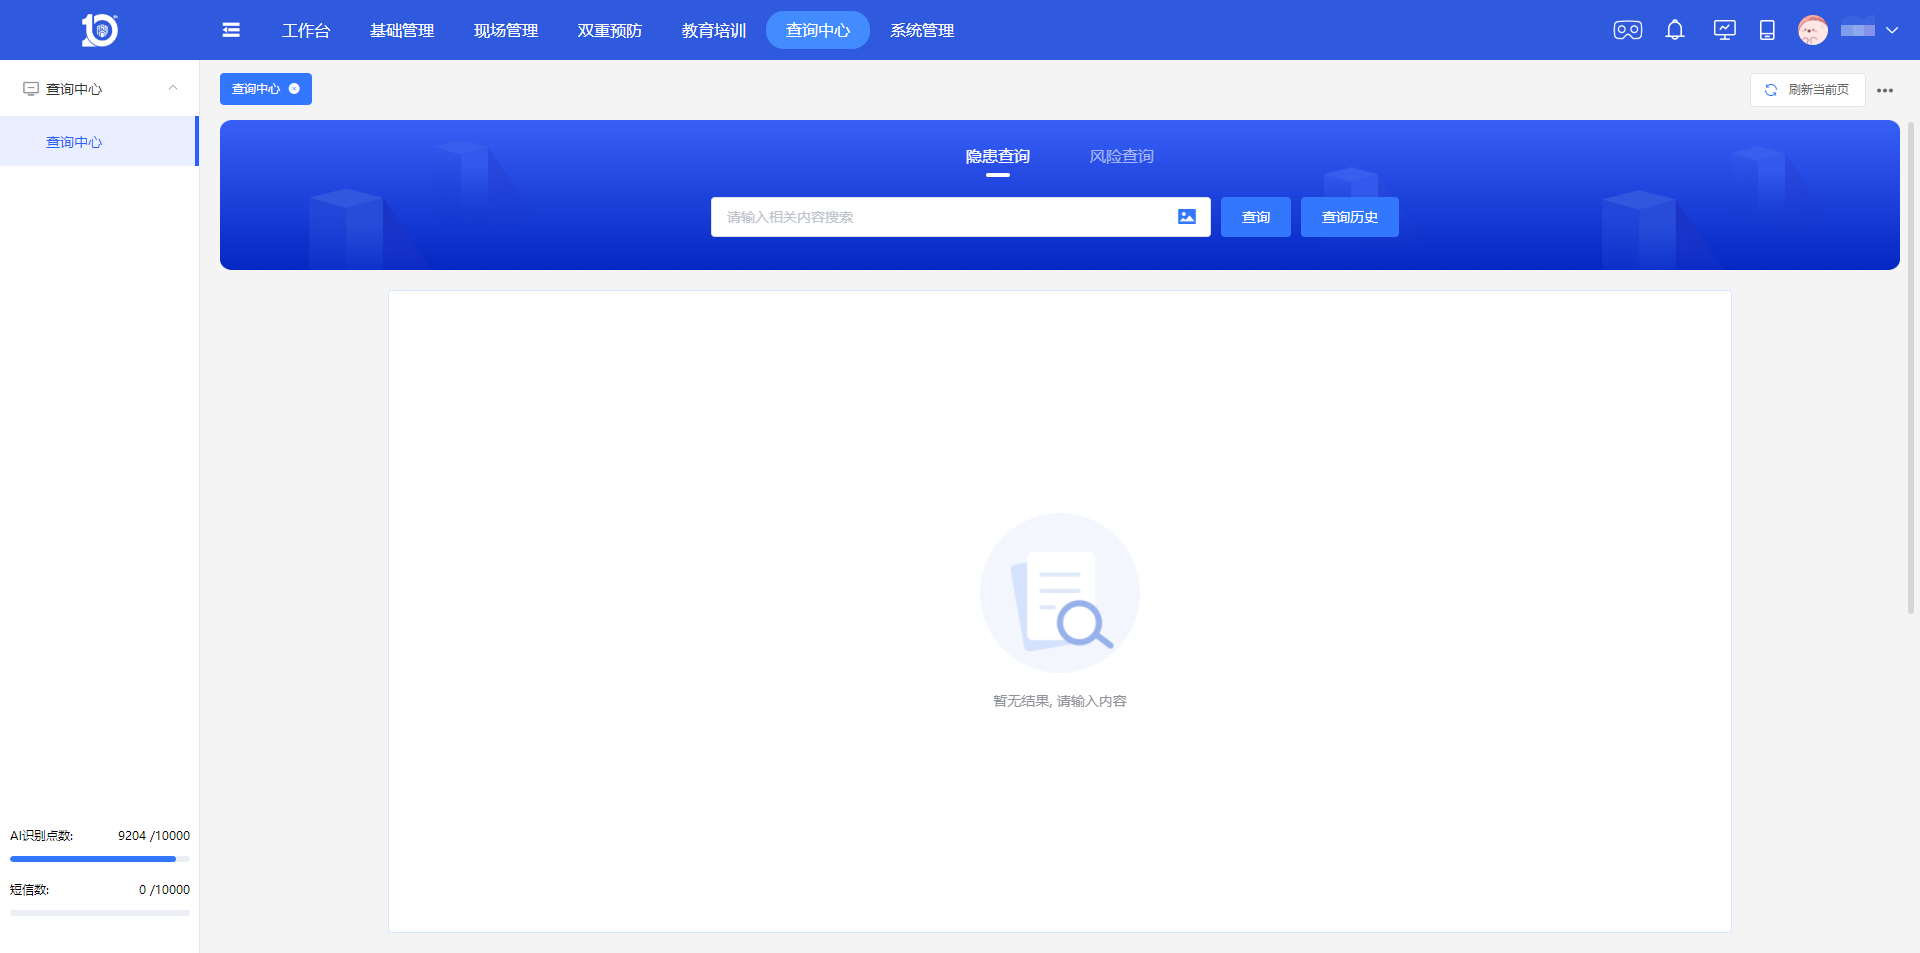 工作台 基础管理 现场管理 双重预防 教育培训 查询中心 系统管理
查询中心
查询中心
查询中心
刷新当前页
隐患查询 风险查询
请输入相关内容搜索
查询 查询历史
暂无结果, 请输入内容
AI识别点数: 9204 /10000
短信数: 0 /10000